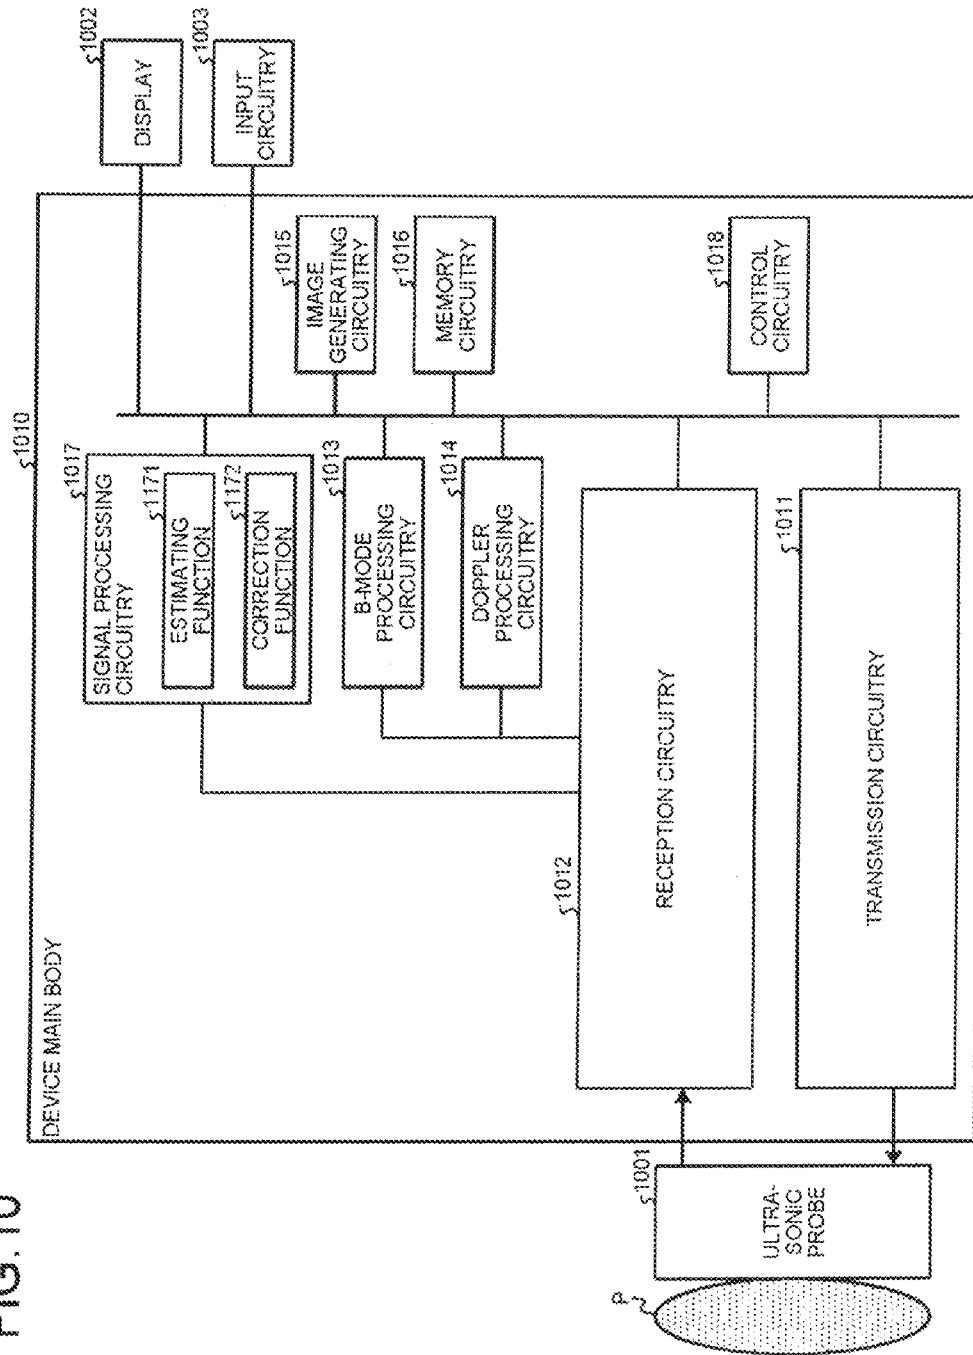 FIG.10
DEVICE MAIN BODY
1010
1002
DISPLAY
1003
INPUT
CIRCUITRY
1017
SIGNAL PROCESSING
CIRCUITRY
1171
ESTIMATING
FUNCTION
1172
CORRECTION
FUNCTION
1015
IMAGE
GENERATING
CIRCUITRY
1016
MEMORY
CIRCUITRY
1013
B-MODE
PROCESSING
CIRCUITRY
1014
DOPPLER
PROCESSING
CIRCUITRY
1018
CONTROL
CIRCUITRY
1012
RECEPTION CIRCUITRY
1011
TRANSMISSION CIRCUITRY
1001
ULTRA-
SONIC
PROBE
P